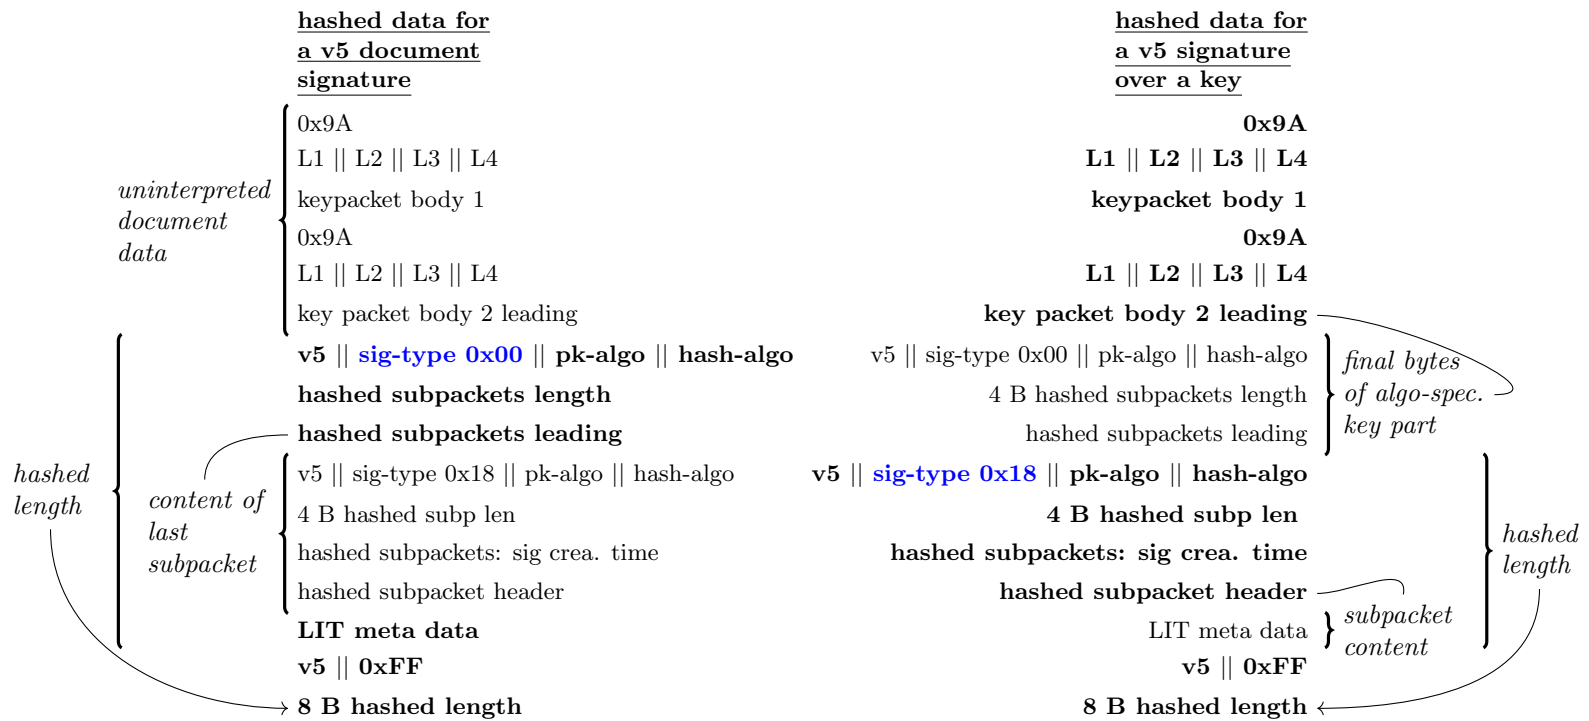 hashed data for
a v5 document
signature
0x9A
L1 || L2 || L3 || L4
keypacket body 1
0x9A
L1 || L2 || L3 || L4
key packet body 2 leading
v5 || sig-type 0x00 || pk-algo || hash-algo
hashed subpackets length
hashed subpackets leading
v5 || sig-type 0x18 || pk-algo || hash-algo
4 B hashed subp len
hashed subpackets: sig crea. time
hashed subpacket header
LIT meta data
v5 || 0xFF
8 B hashed length
uninterpreted
document
data
hashed
length
content of
last
subpacket
hashed data for
a v5 signature
over a key
0x9A
L1 || L2 || L3 || L4
keypacket body 1
0x9A
L1 || L2 || L3 || L4
key packet body 2 leading
v5 || sig-type 0x00 || pk-algo || hash-algo
4 B hashed subpackets length
hashed subpackets leading
v5 || sig-type 0x18 || pk-algo || hash-algo
4 B hashed subp len
hashed subpackets: sig crea. time
hashed subpacket header
LIT meta data
v5 || 0xFF
8 B hashed length
final bytes
of algo-spec.
key part
hashed
length
subpacket
content